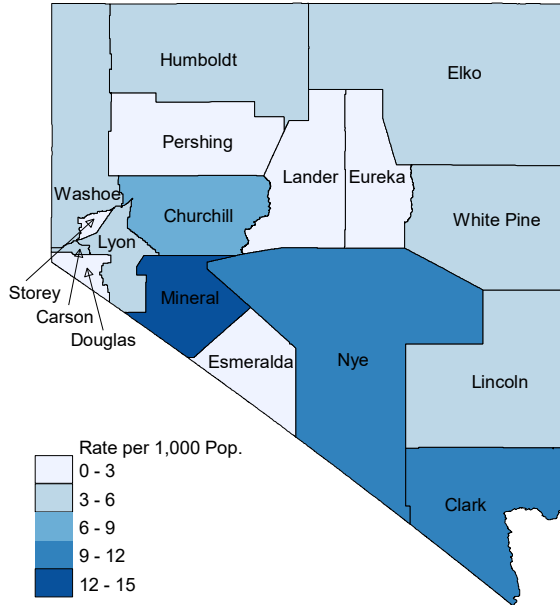 Humboldt
Elko
Pershing
Lander
Eureka
Washoe
Churchill
White Pine
Lyon
Storey
Carson
Douglas
Mineral
Esmeralda
Nye
Lincoln
Clark
Rate per 1,000 Pop.
0 - 3
3 - 6
6 - 9
9 - 12
12 - 15